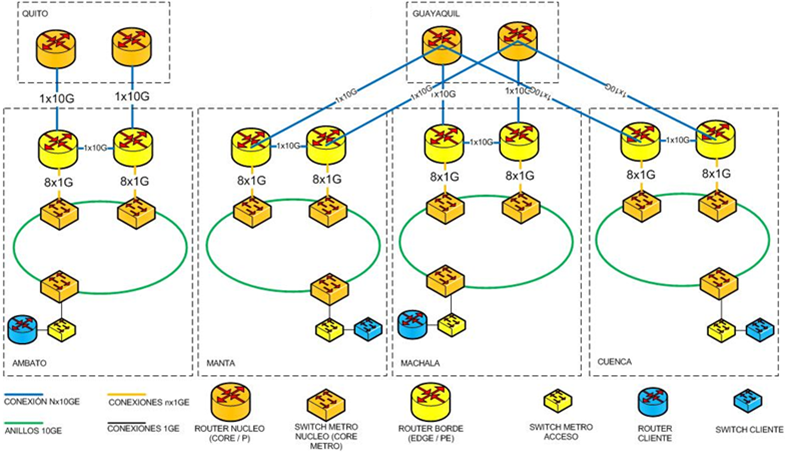 QUITO
GUAYAQUIL
1x10G
1x10G
1x10G
1x10G
1x10G
1x10G
1x10G
1x10G
1x10G
1x10G
1x10G
1x10G
8x1G
8x1G
8x1G
8x1G
8x1G
8x1G
8x1G
8x1G
AMBATO
MANTA
MACHALA
CUENCA
CONEXIÓN Nx10GE
CONEXIONES nx1GE
ANILLOS 10GE
CONEXIONES 1GE
ROUTER NUCLEO
(CORE / P)
SWITCH METRO
NUCLEO (CORE
METRO)
ROUTER BORDE
(EDGE / PE)
SWITCH METRO
ACCESO
ROUTER
CLIENTE
SWITCH CLIENTE